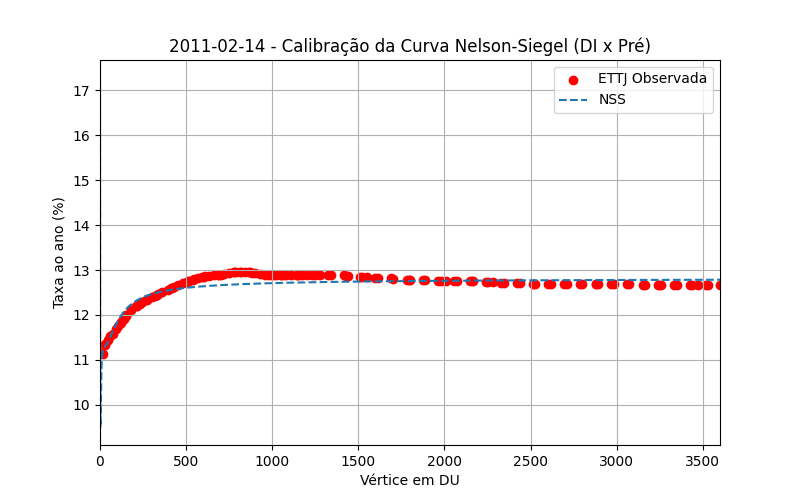 2011-02-14 - Calibração da Curva Nelson-Siegel (DI x Pré)
ETTJ Observada
NSS
Taxa ao ano (%)
17
16
15
14
13
12
11
10
0 500 1000 1500 2000 2500 3000 3500
Vértice em DU